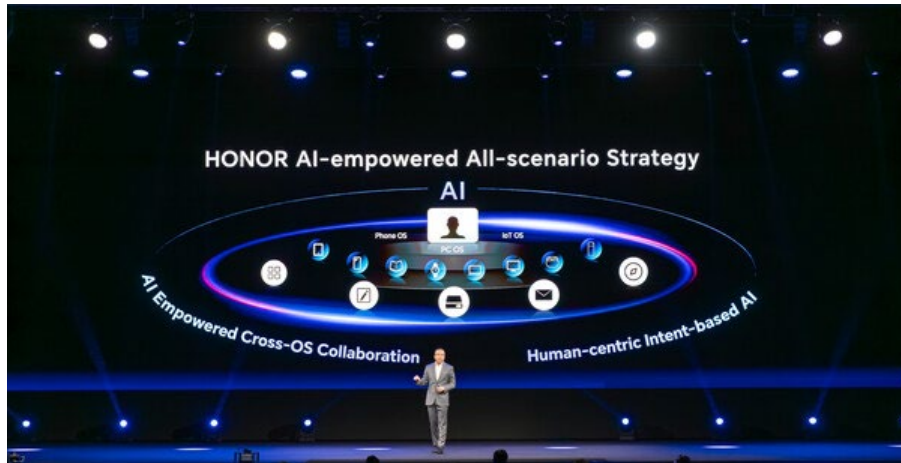 HONOR AI-empowered All-scenario Strategy
AI
Phone OS
IoT OS
PC OS
AI Empowered Cross-OS Collaboration
Human-centric Intent-based AI